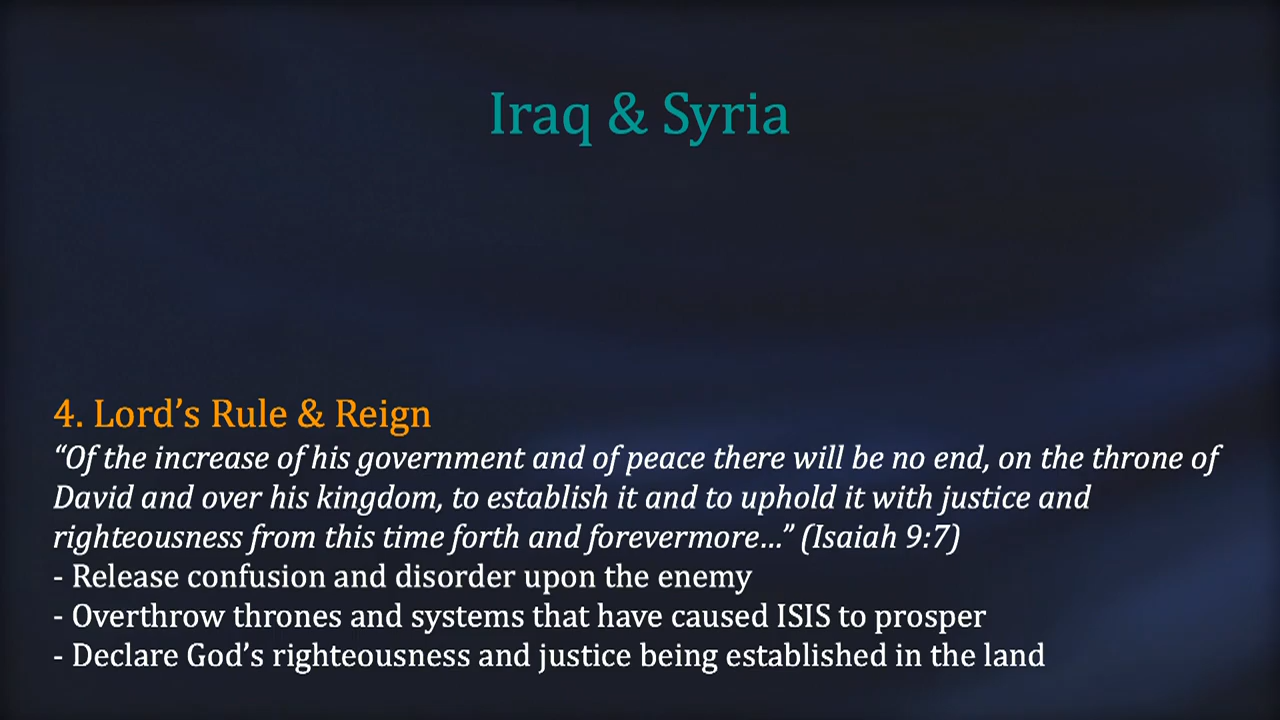 Iraq & Syria
4. Lord’s Rule & Reign
“Of the increase of his government and of peace there will be no end, on the throne of
David and over his kingdom, to establish it and to uphold it with justice and
righteousness from this time forth and forevermore…” (Isaiah 9:7)
- Release confusion and disorder upon the enemy
- Overthrow thrones and systems that have caused ISIS to prosper
- Declare God’s righteousness and justice being established in the land